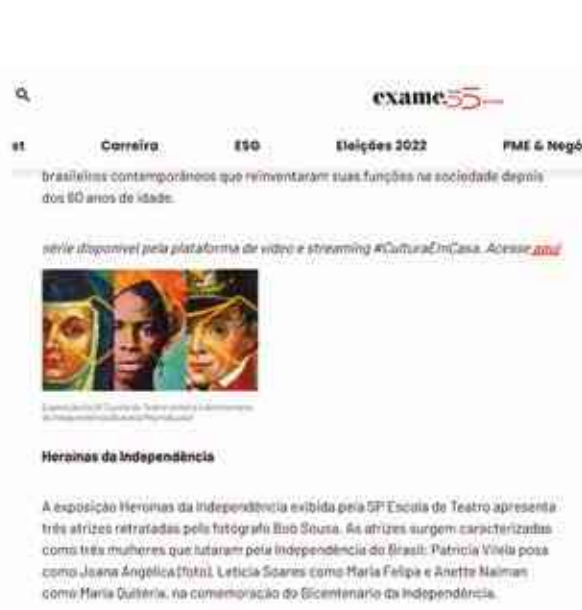 exame.55
st Carreira ESG Eleições 2022 PME & Negó
brasileiros contemporâneos que reinventaram suas funções na sociedade depois
dos 60 anos de idade.
série disponível pela plataforma de vídeo e streaming #CulturaEmCasa. Acesse aqui
Heroínas da Independência
A exposição Heroínas da Independência exibida pela SP Escola de Teatro apresenta
três atrizes retratadas pelo fotógrafo Bob Sousa. As atrizes surgem caracterizadas
como três mulheres que lutaram pela Independência do Brasil: Patrícia Vilela posa
como Joana Angélica (foto), Leticia Soares como Maria Felipa e Anette Naiman
como Maria Quitéria, na comemoração do Bicentenário da Independência.